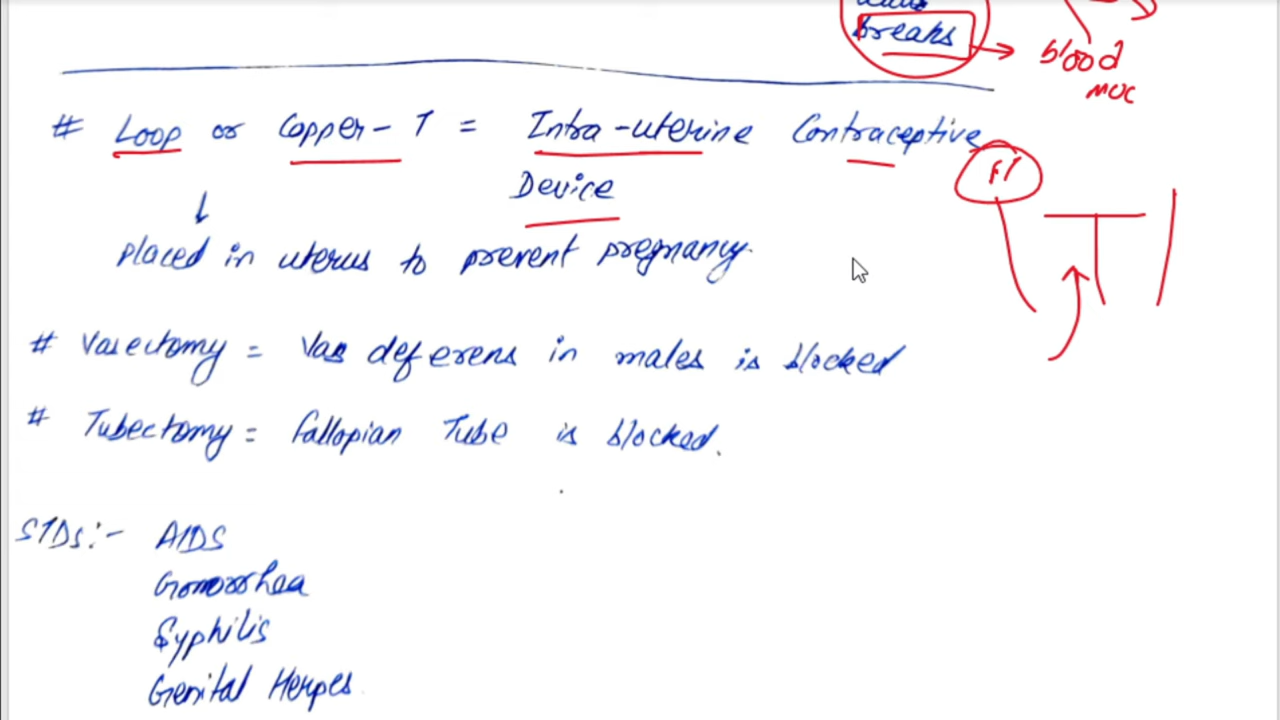 breaks
blood
muc
# Loop or Copper-T = Intra-uterine Contraceptive
Device
FT
placed in uterus to prevent pregnancy.
# Vasectomy = Vas deferens in males is blocked
# Tubectomy = Fallopian Tube is blocked.
STDs:- AIDS
Gonorrhea
Syphilis
Genital Herpes